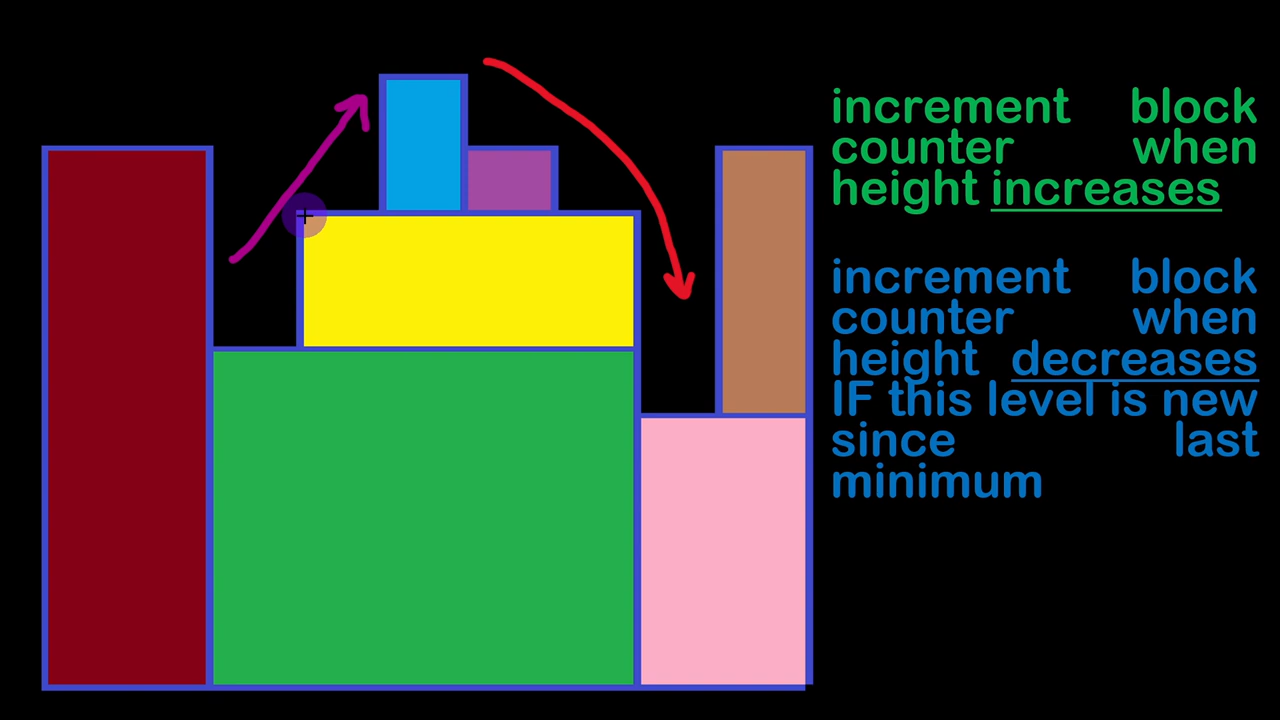 increment block
counter when
height increases
increment block
counter when
height decreases
IF this level is new
since last
minimum